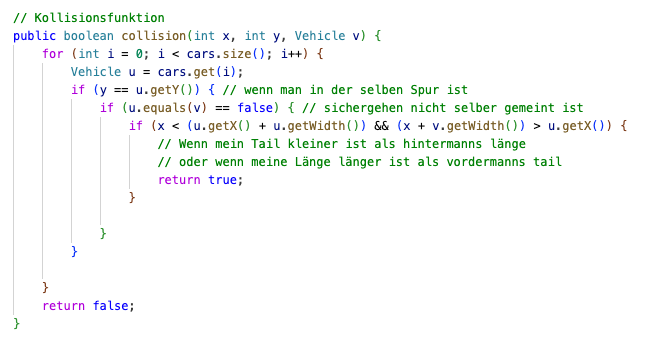 // Kollisionsfunktion
public boolean collision(int x, int y, Vehicle v) {
    for (int i = 0; i < cars.size(); i++) {
        Vehicle u = cars.get(i);
        if (y == u.getY()) { // wenn man in der selben Spur ist
            if (u.equals(v) == false) { // sichergehen nicht selber gemeint ist
                if (x < (u.getX() + u.getWidth()) && (x + v.getWidth()) > u.getX()) {
                    // Wenn mein Tail kleiner ist als hintermanns länge
                    // oder wenn meine Länge länger ist als vordermanns tail
                    return true;
                }

            }
        }

    }
    return false;
}